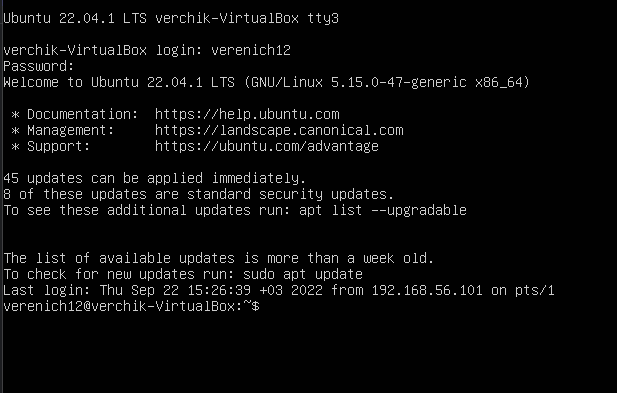 Ubuntu 22.04.1 LTS verchik-VirtualBox tty3
verchik-VirtualBox login: verenich12
Password:
Welcome to Ubuntu 22.04.1 LTS (GNU/Linux 5.15.0-47-generic x86_64)
* Documentation:  https://help.ubuntu.com
* Management:     https://landscape.canonical.com
* Support:        https://ubuntu.com/advantage
45 updates can be applied immediately.
8 of these updates are standard security updates.
To see these additional updates run: apt list --upgradable
The list of available updates is more than a week old.
To check for new updates run: sudo apt update
Last login: Thu Sep 22 15:26:39 +03 2022 from 192.168.56.101 on pts/1
verenich12@verchik-VirtualBox:~$